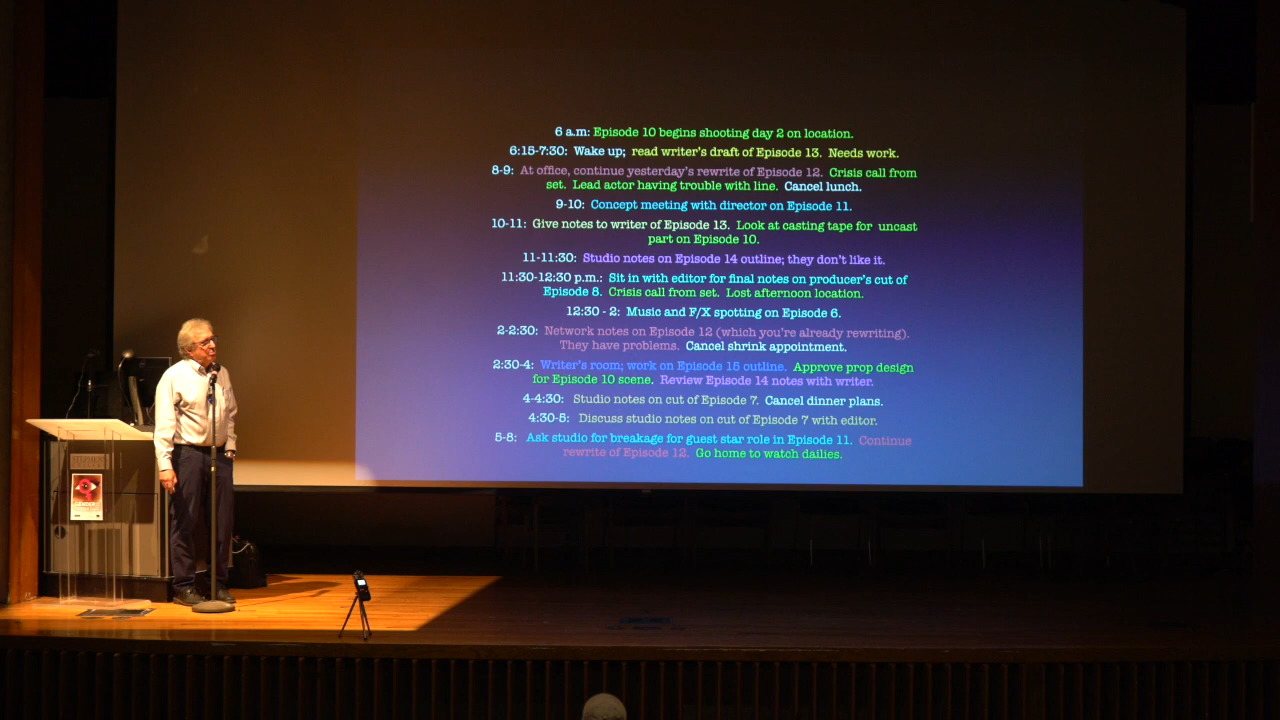 6 a.m: Episode 10 begins shooting day 2 on location.
6:15-7:30: Wake up; read writer's draft of Episode 13. Needs work.
8-9: At office, continue yesterday's rewrite of Episode 12. Crisis call from
set. Lead actor having trouble with line. Cancel lunch.
9-10: Concept meeting with director on Episode 11.
10-11: Give notes to writer of Episode 13. Look at casting tape for uncast
part on Episode 10.
11-11:30: Studio notes on Episode 14 outline; they don't like it.
11:30-12:30 p.m.: Sit in with editor for final notes on producer's cut of
Episode 8. Crisis call from set. Lost afternoon location.
12:30 - 2: Music and F/X spotting on Episode 6.
2-2:30: Network notes on Episode 12 (which you're already rewriting).
They have problems. Cancel shrink appointment.
2:30-4: Writer's room; work on Episode 15 outline. Approve prop design
for Episode 10 scene. Review Episode 14 notes with writer.
4-4:30: Studio notes on cut of Episode 7. Cancel dinner plans.
4:30-5: Discuss studio notes on cut of Episode 7 with editor.
5-8: Ask studio for breakage for guest star role in Episode 11. Continue
rewrite of Episode 12. Go home to watch dailies.